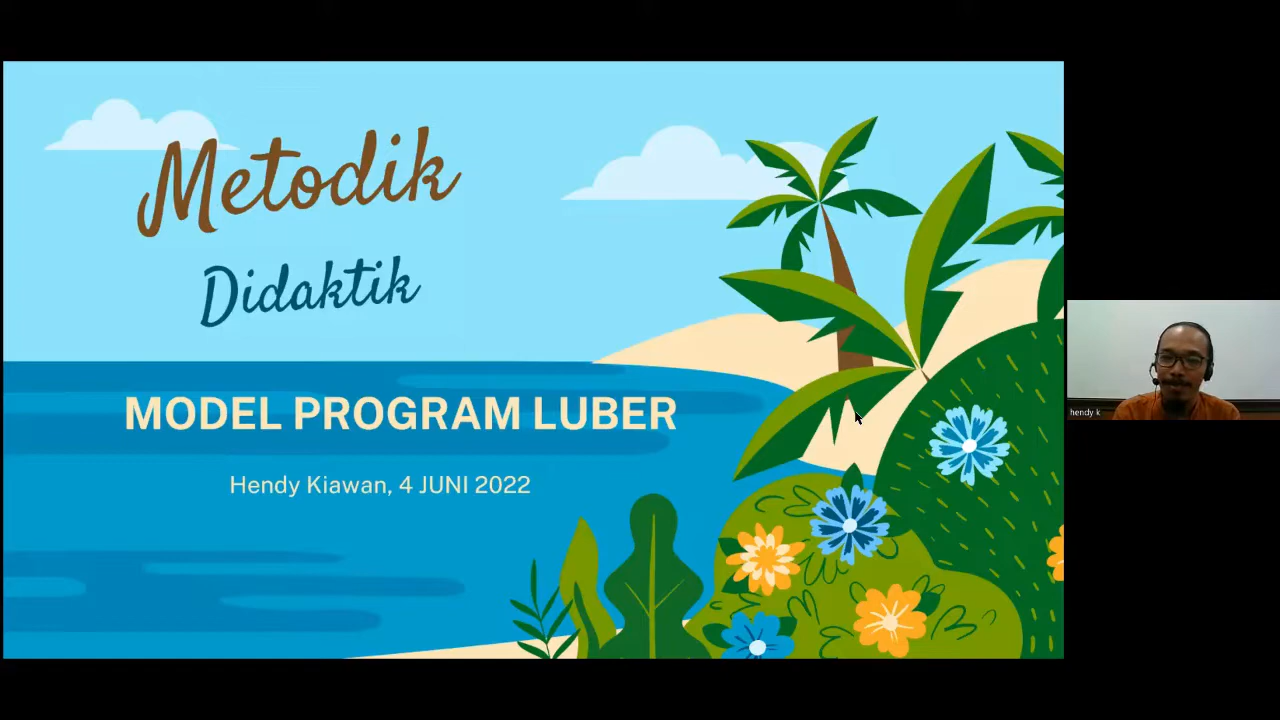 Metodik
Didaktik
MODEL PROGRAM LUBER
Hendy Kiawan, 4 JUNI 2022
hendy k